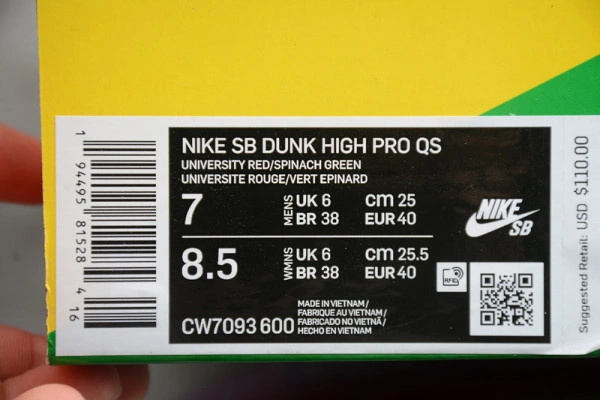 NIKE SB DUNK HIGH PRO QS
UNIVERSITY RED/SPINACH GREEN
UNIVERSITE ROUGE/VERT EPINARD
7 MENS UK 6 cm 25
BR 38 EUR 40
8.5 WMNS UK 6 cm 25.5
BR 38 EUR 40
NIKE
SB
RFID
MADE IN VIETNAM /
FABRIQUE AU VIETNAM /
FABRICADO NO VIETNÃ /
HECHO EN VIETNAM
CW7093 600
1 94495 81528 4 16
Suggested Retail: USD $110.00